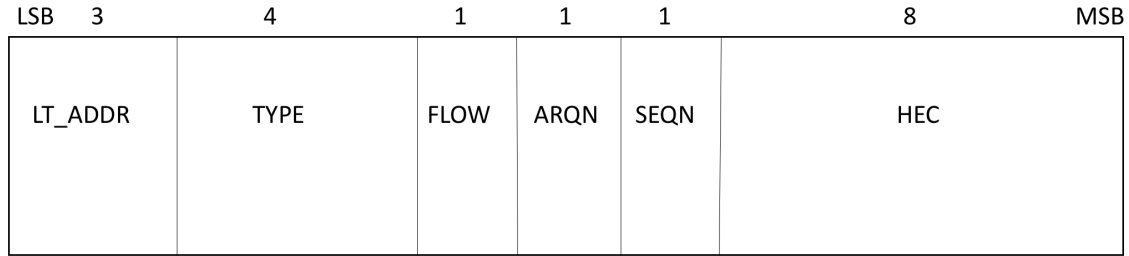 LSB 3 4 1 1 1 8 MSB
LT_ADDR TYPE FLOW ARQN SEQN HEC